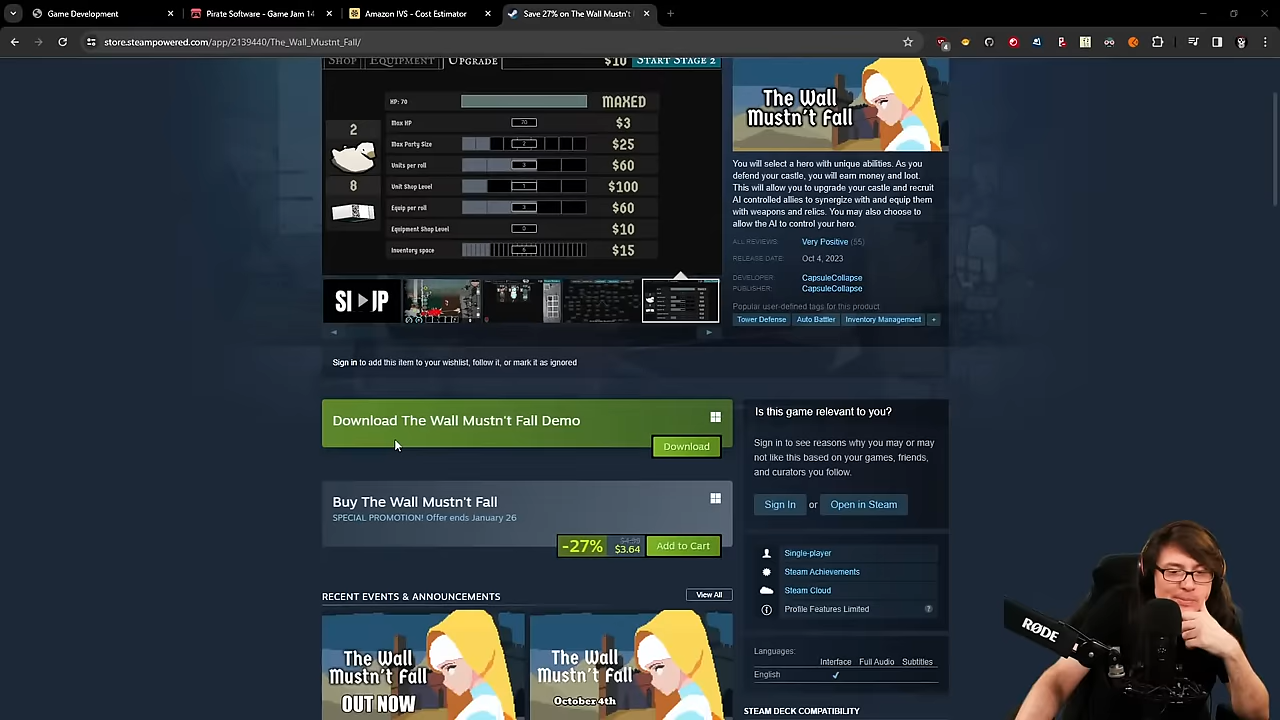 Game Development
Pirate Software - Game Jam 14
Amazon IVS - Cost Estimator
Save 27% on The Wall Mustn't
store.steampowered.com/app/2139440/The_Wall_Mustnt_Fall/
SHOP EQUIPMENT UPGRADE $10 START STAGE 2
HP: 70 MAXED
Max HP 70 $3
Max Party Size 2 $25
Units per roll 3 $60
Unit Shop Level 1 $100
Equip per roll 3 $60
Equipment Shop Level 0 $10
Inventory space 6 $15
2
8
The Wall
Mustn't Fall
You will select a hero with unique abilities. As you
defend your castle, you will earn money and loot.
This will allow you to upgrade your castle and recruit
AI controlled allies to synergize with and equip them
with weapons and relics. You may also choose to
allow the AI to control your hero.
ALL REVIEWS: Very Positive (55)
RELEASE DATE: Oct 4, 2023
DEVELOPER: CapsuleCollapse
PUBLISHER: CapsuleCollapse
Popular user-defined tags for this product:
Tower Defense Auto Battler Inventory Management +
Sign in to add this item to your wishlist, follow it, or mark it as ignored
Download The Wall Mustn't Fall Demo
Download
Buy The Wall Mustn't Fall
SPECIAL PROMOTION! Offer ends January 26
-27% $4.99 $3.64 Add to Cart
RECENT EVENTS & ANNOUNCEMENTS View All
The Wall
Mustn't Fall
OUT NOW
The Wall
Mustn't Fall
October 4th
Is this game relevant to you?
Sign in to see reasons why you may or may
not like this based on your games, friends,
and curators you follow.
Sign In or Open in Steam
Single-player
Steam Achievements
Steam Cloud
Profile Features Limited ?
Languages:
Interface Full Audio Subtitles
English ✔
STEAM DECK COMPATIBILITY
RØDE